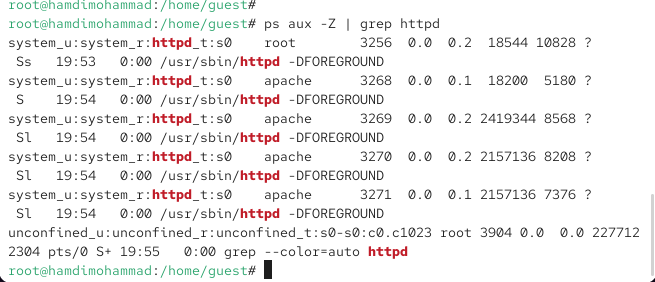 root@hamdimohammad:/home/guest#
root@hamdimohammad:/home/guest# ps aux -Z | grep httpd
system_u:system_r:httpd_t:s0    root        3256  0.0  0.2  18544 10828 ?
 Ss   19:53   0:00 /usr/sbin/httpd -DFOREGROUND
system_u:system_r:httpd_t:s0    apache      3268  0.0  0.1  18200  5180 ?
 S    19:54   0:00 /usr/sbin/httpd -DFOREGROUND
system_u:system_r:httpd_t:s0    apache      3269  0.0  0.2 2419344 8568 ?
 Sl   19:54   0:00 /usr/sbin/httpd -DFOREGROUND
system_u:system_r:httpd_t:s0    apache      3270  0.0  0.2 2157136 8208 ?
 Sl   19:54   0:00 /usr/sbin/httpd -DFOREGROUND
system_u:system_r:httpd_t:s0    apache      3271  0.0  0.1 2157136 7376 ?
 Sl   19:54   0:00 /usr/sbin/httpd -DFOREGROUND
unconfined_u:unconfined_r:unconfined_t:s0-s0:c0.c1023 root 3904 0.0  0.0 227712
2304 pts/0 S+ 19:55   0:00 grep --color=auto httpd
root@hamdimohammad:/home/guest#